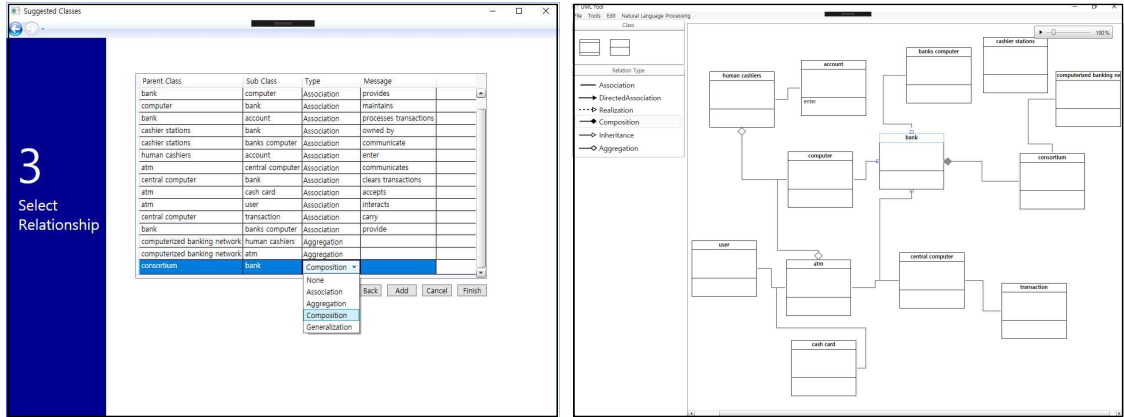 Suggested Classes
3
Select
Relationship
Parent Class Sub Class Type Message
bank computer Association provides
computer bank Association maintains
bank account Association processes transactions
cashier stations bank Association owned by
cashier stations banks computer Association communicate
human cashiers account Association enter
atm central computer Association communicates
central computer bank Association clears transactions
atm cash card Association accepts
atm user Association interacts
central computer transaction Association carry
bank banks computer Association provide
computerized banking network human cashiers Aggregation
computerized banking network atm Aggregation
consortium bank Composition
None
Association
Aggregation
Composition
Generalization
Back Add Cancel Finish
UML Tool
File Tools Edit Natural Language Processing
Class
Relation Type
Association
DirectedAssociation
Realization
Composition
Inheritance
Aggregation
100%
cashier stations
banks computer
account
enter
human cashiers
computerized banking ne
bank
computer
consortium
user
atm
central computer
transaction
cash card